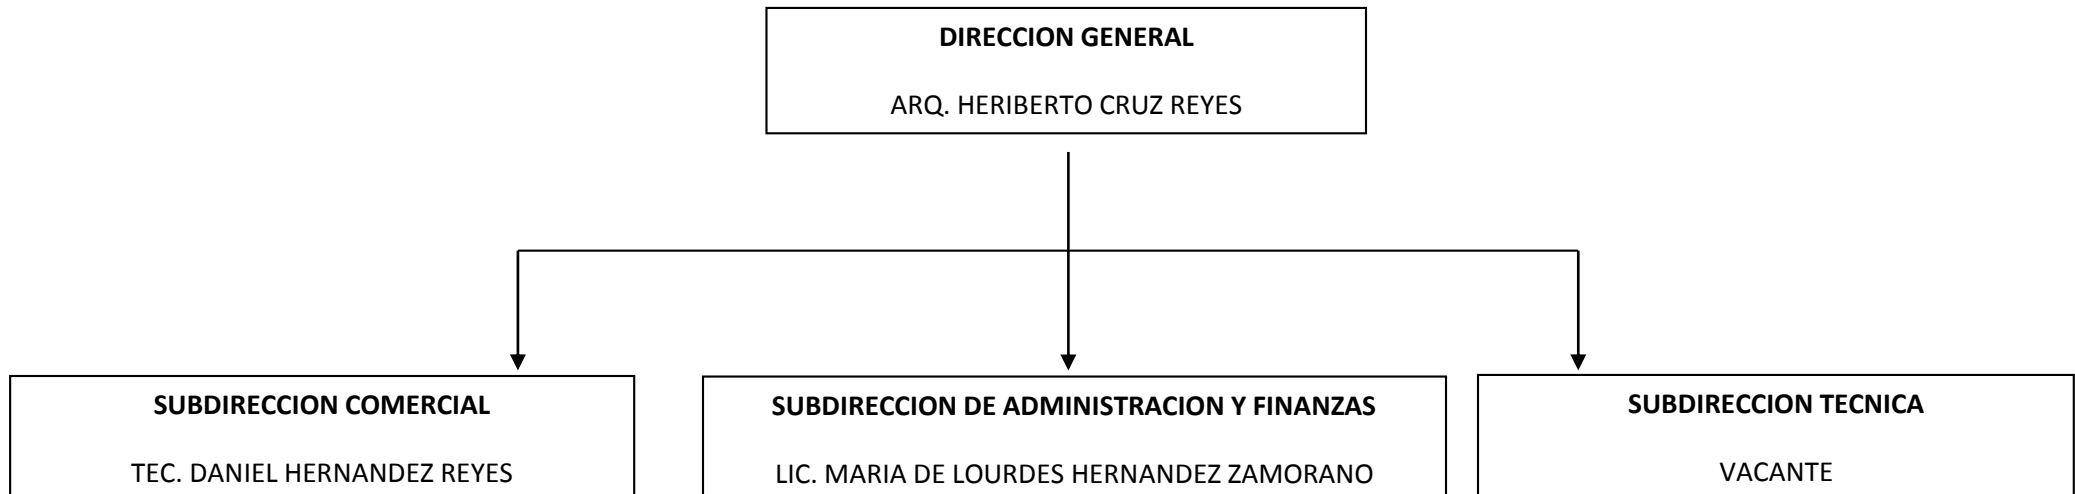 DIRECCION GENERAL
ARQ. HERIBERTO CRUZ REYES
SUBDIRECCION COMERCIAL
TEC. DANIEL HERNANDEZ REYES
SUBDIRECCION DE ADMINISTRACION Y FINANZAS
LIC. MARIA DE LOURDES HERNANDEZ ZAMORANO
SUBDIRECCION TECNICA
VACANTE